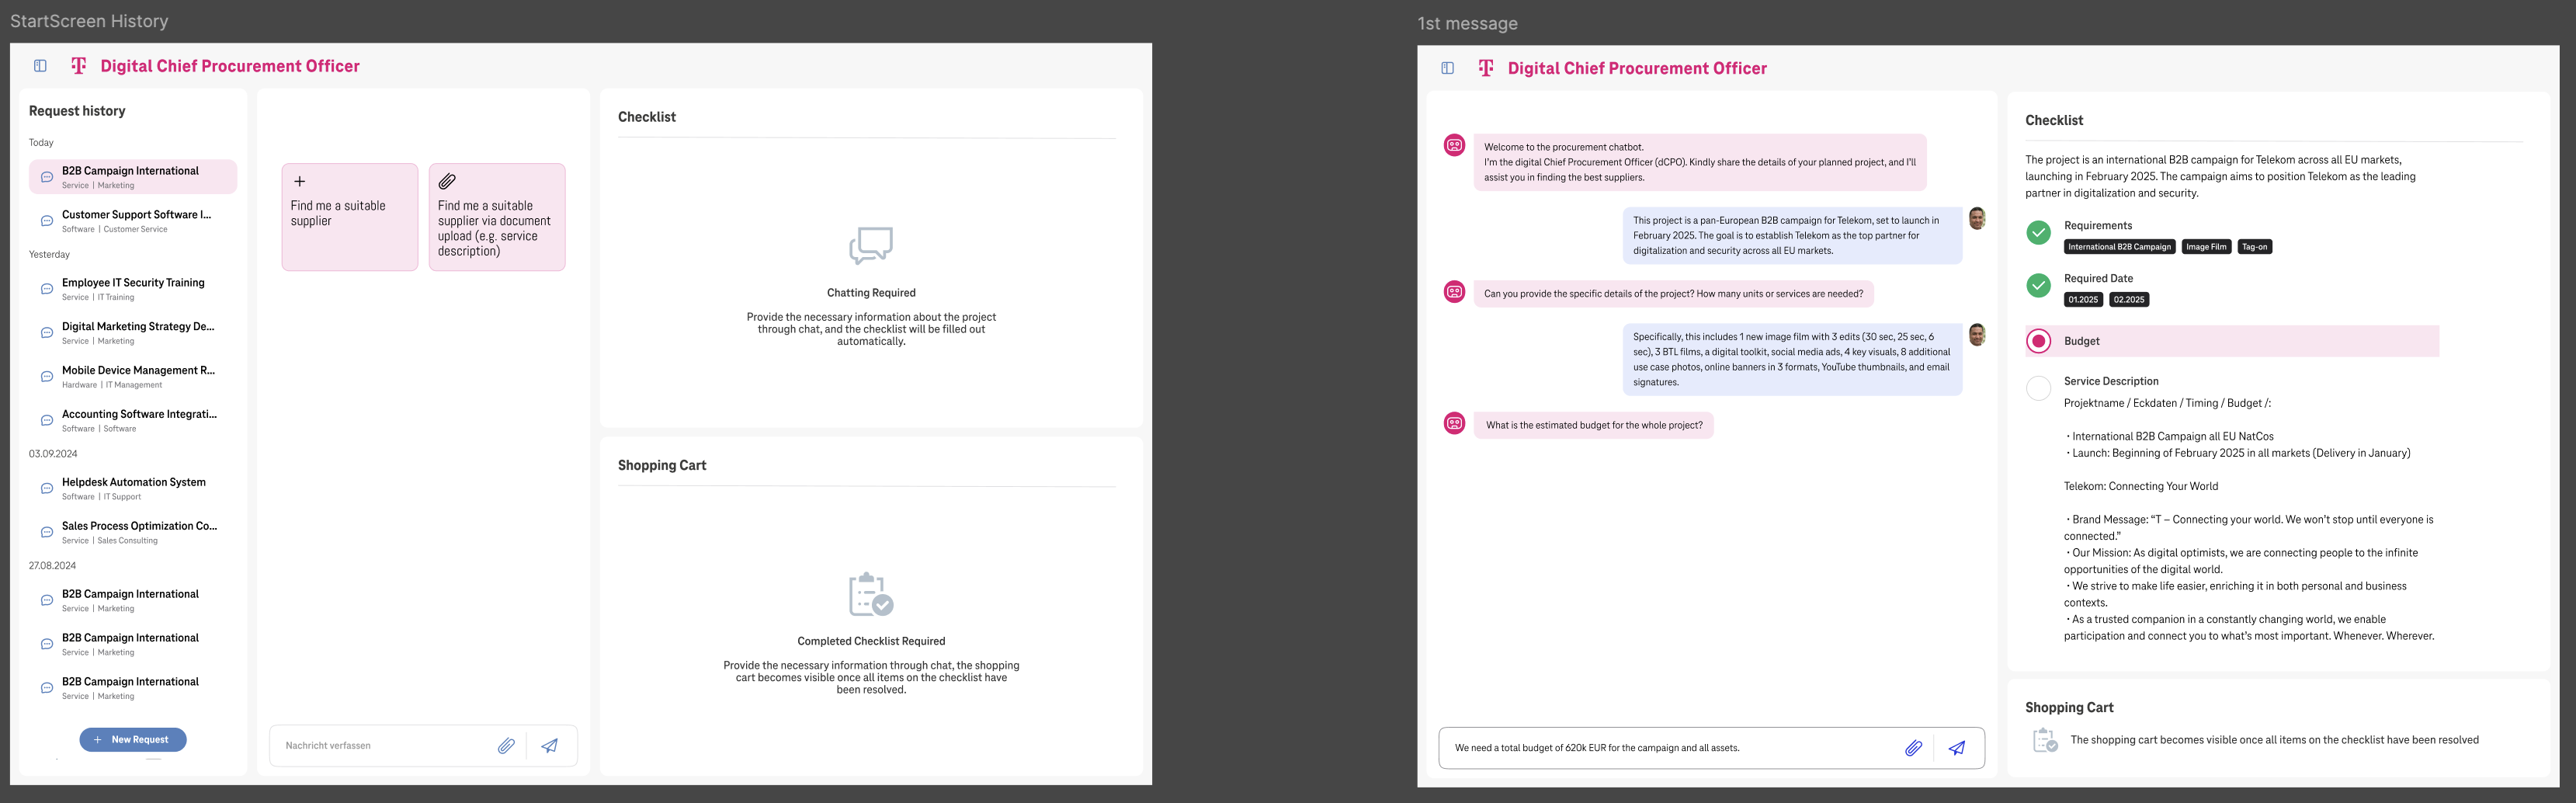 StartScreen History
Digital Chief Procurement Officer
Request history
Today
B2B Campaign International
Service | Marketing
Customer Support Software I...
Software | Customer Service
Yesterday
Employee IT Security Training
Service | IT Training
Digital Marketing Strategy De...
Service | Marketing
Mobile Device Management R...
Hardware | IT Management
Accounting Software Integrati...
Software | Software
03.09.2024
Helpdesk Automation System
Software | IT Support
Sales Process Optimization Co...
Service | Sales Consulting
27.08.2024
B2B Campaign International
Service | Marketing
B2B Campaign International
Service | Marketing
B2B Campaign International
Service | Marketing
+ New Request
Find me a suitable
supplier
Find me a suitable
supplier via document
upload (e.g. service
description)
Nachricht verfassen
Checklist
Chatting Required
Provide the necessary information about the project
through chat, and the checklist will be filled out
automatically.
Shopping Cart
Completed Checklist Required
Provide the necessary information through chat, the shopping
cart becomes visible once all items on the checklist have
been resolved.
1st message
Digital Chief Procurement Officer
Welcome to the procurement chatbot.
I'm the digital Chief Procurement Officer (dCPO). Kindly share the details of your planned project, and I'll
assist you in finding the best suppliers.
This project is a pan-European B2B campaign for Telekom, set to launch in
February 2025. The goal is to establish Telekom as the top partner for
digitalization and security across all EU markets.
Can you provide the specific details of the project? How many units or services are needed?
Specifically, this includes 1 new image film with 3 edits (30 sec, 25 sec, 6
sec), 3 BTL films, a digital toolkit, social media ads, 4 key visuals, 8 additional
use case photos, online banners in 3 formats, YouTube thumbnails, and email
signatures.
What is the estimated budget for the whole project?
We need a total budget of 620k EUR for the campaign and all assets.
Checklist
The project is an international B2B campaign for Telekom across all EU markets,
launching in February 2025. The campaign aims to position Telekom as the leading
partner in digitalization and security.
Requirements
International B2B Campaign Image Film Tag-on
Required Date
01.2025 02.2025
Budget
Service Description
Projektname / Eckdaten / Timing / Budget /:
· International B2B Campaign all EU NatCos
· Launch: Beginning of February 2025 in all markets (Delivery in January)
Telekom: Connecting Your World
· Brand Message: “T – Connecting your world. We won't stop until everyone is
connected.”
· Our Mission: As digital optimists, we are connecting people to the infinite
opportunities of the digital world.
· We strive to make life easier, enriching it in both personal and business
contexts.
· As a trusted companion in a constantly changing world, we enable
participation and connect you to what's most important. Whenever. Wherever.
Shopping Cart
The shopping cart becomes visible once all items on the checklist have been resolved